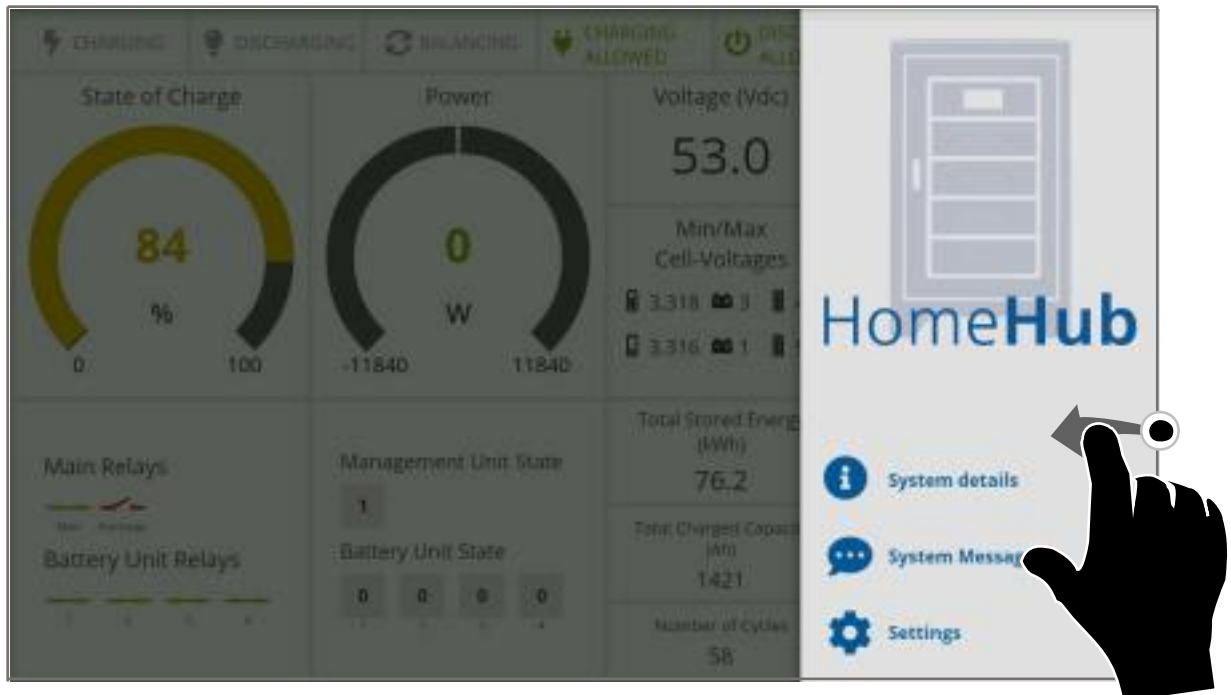 CHARGING
DISCHARGING
BALANCING
CHARGING
ALLOWED
State of Charge
84
%
0
100
Power
0
W
-11840
11840
Voltage (Vdc)
53.0
Min/Max
Cell-Voltages
3.318 3
3.316 1
Main Relays
Battery Unit Relays
Management Unit State
1
Battery Unit State
0 0 0 0
Total Stored Energ
(kWh)
76.2
Total Charged Capaci
(Ah)
1421
Number of Cycles
58
HomeHub
System details
System Messag
Settings